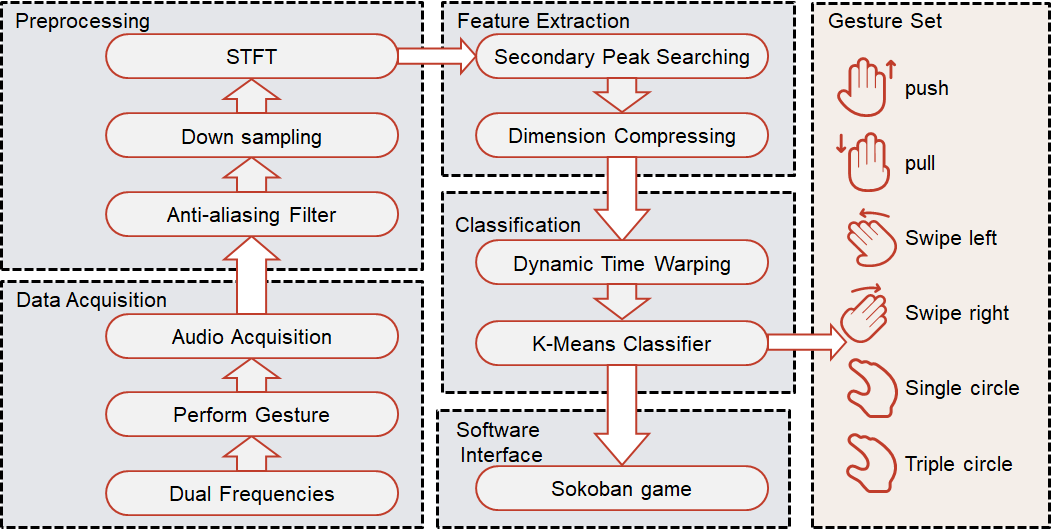 Preprocessing
STFT
Down sampling
Anti-aliasing Filter
Data Acquisition
Audio Acquisition
Perform Gesture
Dual Frequencies
Feature Extraction
Secondary Peak Searching
Dimension Compressing
Classification
Dynamic Time Warping
K-Means Classifier
Software
Interface
Sokoban game
Gesture Set
push
pull
Swipe left
Swipe right
Single circle
Triple circle